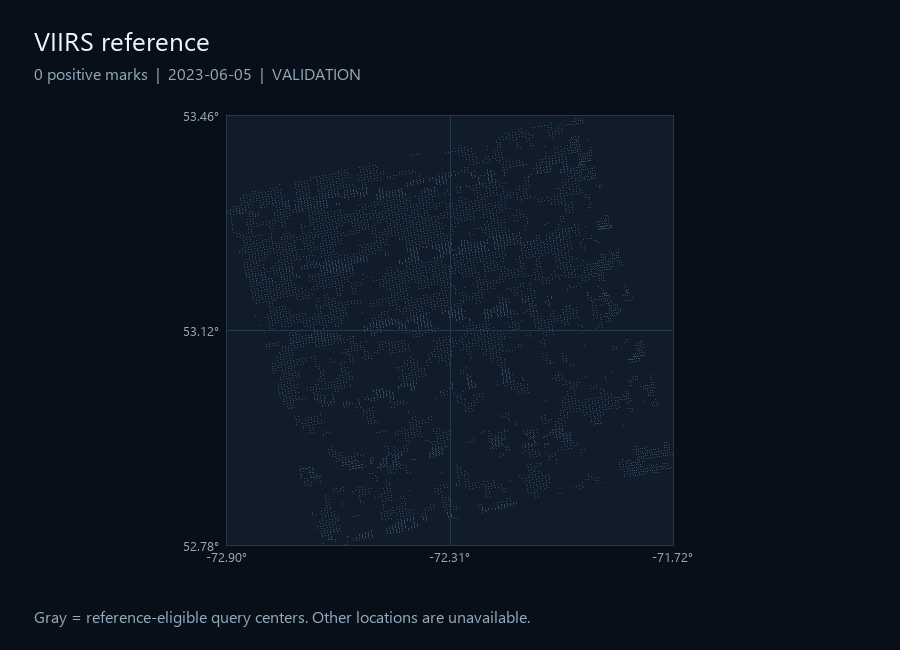 VIIRS reference
0 positive marks | 2023-06-05 | VALIDATION
53.46°
53.12°
52.78°
-72.90°
-72.31°
-71.72°
Gray = reference-eligible query centers. Other locations are unavailable.